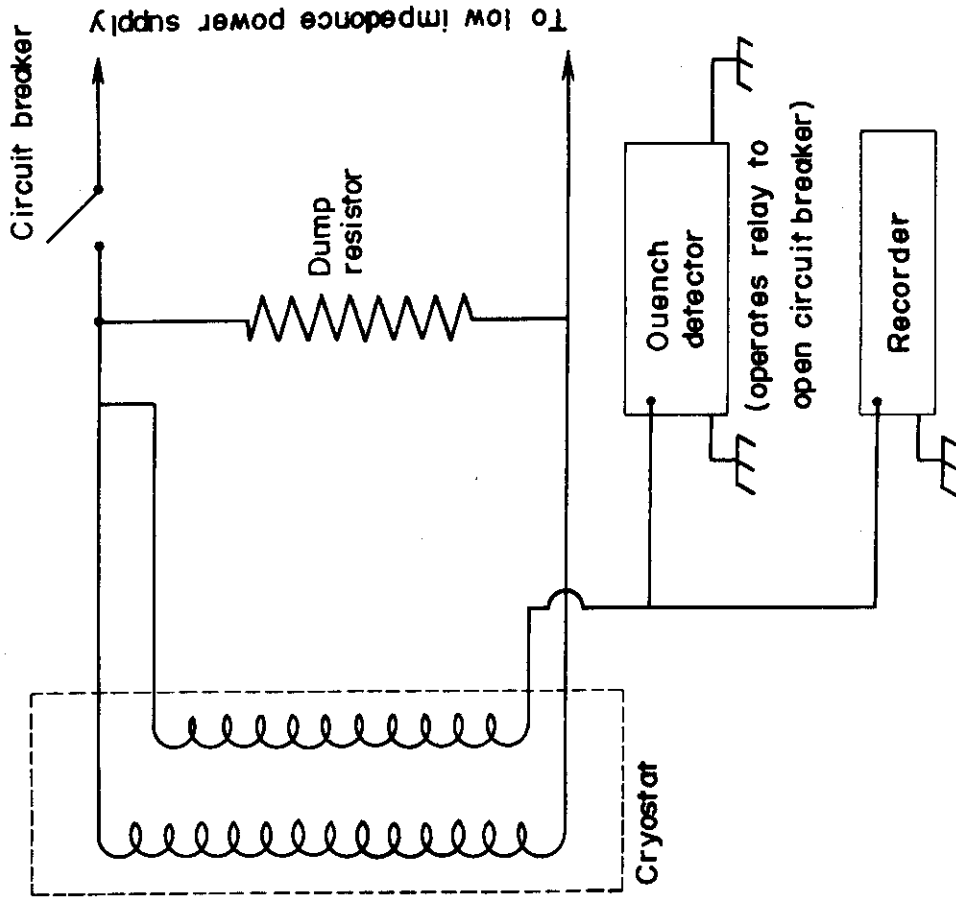 Circuit breaker
To low impedance power supply
Dump
resistor
Quench
detector
(operates relay to
open circuit breaker)
Recorder
Cryostat